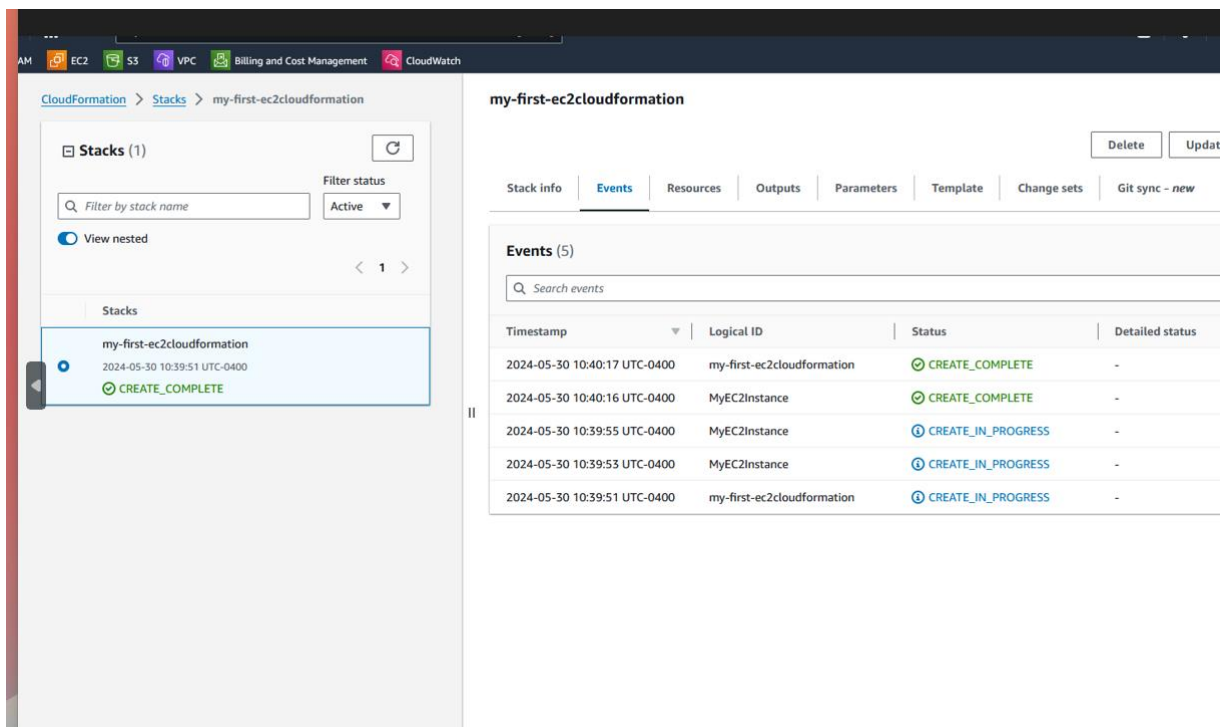 AM EC2 S3 VPC Billing and Cost Management CloudWatch
CloudFormation > Stacks > my-first-ec2cloudformation
Stacks (1)
Filter status
Filter by stack name
Active
View nested
< 1 >
Stacks
my-first-ec2cloudformation
2024-05-30 10:39:51 UTC-0400
CREATE_COMPLETE
my-first-ec2cloudformation
Delete Updat
Stack info Events Resources Outputs Parameters Template Change sets Git sync - new
Events (5)
Search events
Timestamp Logical ID Status Detailed status
2024-05-30 10:40:17 UTC-0400 my-first-ec2cloudformation CREATE_COMPLETE -
2024-05-30 10:40:16 UTC-0400 MyEC2Instance CREATE_COMPLETE -
2024-05-30 10:39:55 UTC-0400 MyEC2Instance CREATE_IN_PROGRESS -
2024-05-30 10:39:53 UTC-0400 MyEC2Instance CREATE_IN_PROGRESS -
2024-05-30 10:39:51 UTC-0400 my-first-ec2cloudformation CREATE_IN_PROGRESS -